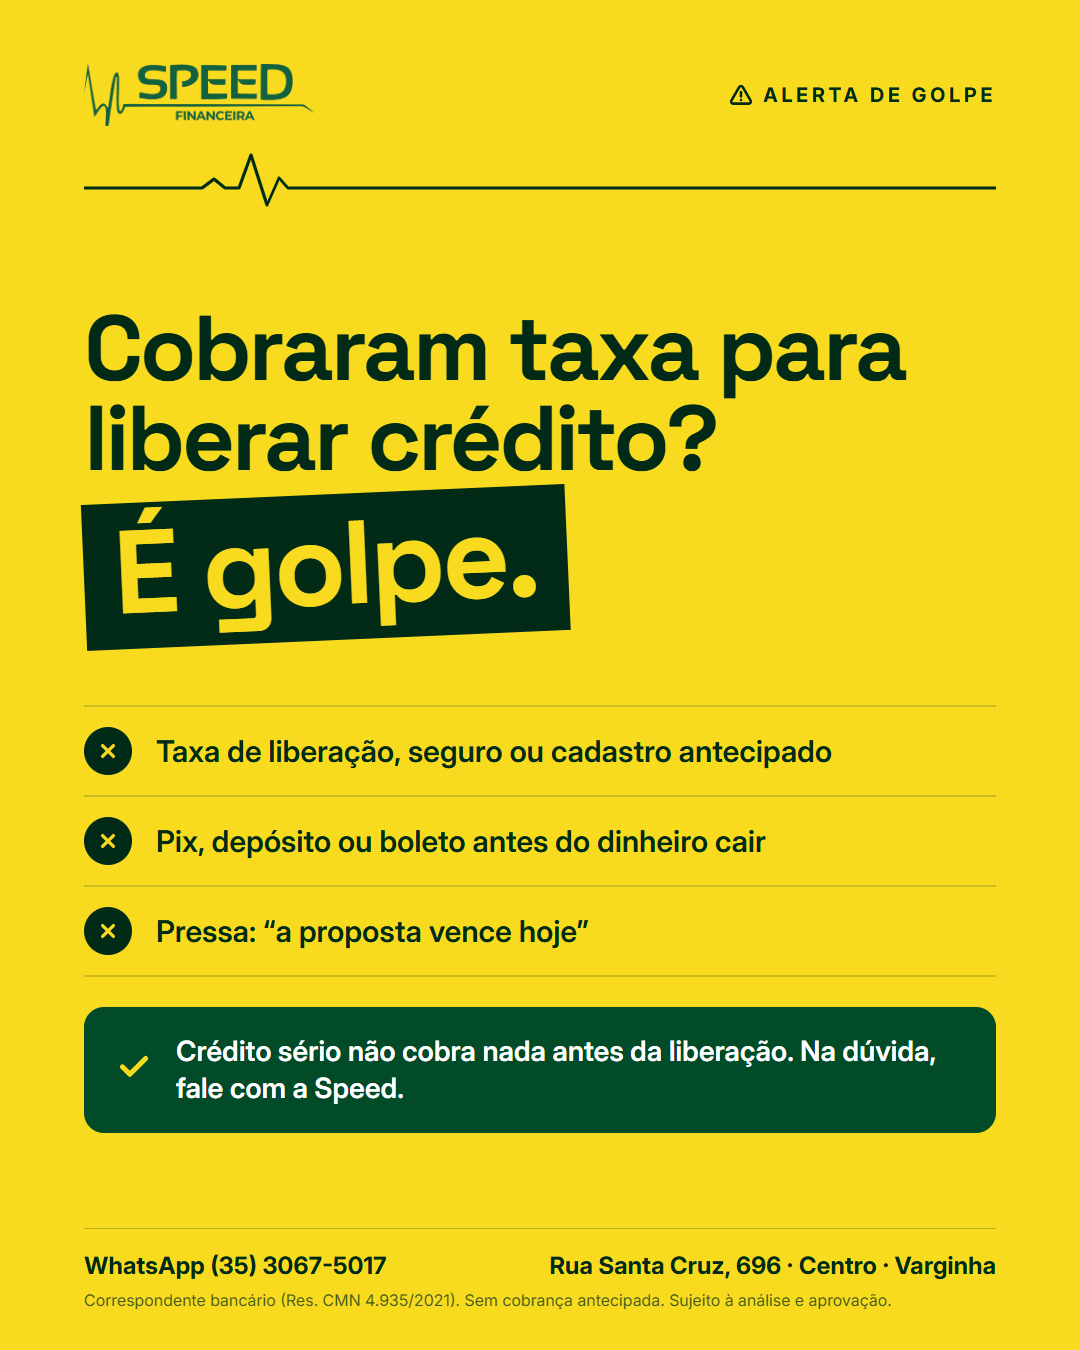 SPEED
FINANCEIRA
ALERTA DE GOLPE
Cobraram taxa para
liberar crédito?
É golpe.
Taxa de liberação, seguro ou cadastro antecipado
Pix, depósito ou boleto antes do dinheiro cair
Pressa: “a proposta vence hoje”
Crédito sério não cobra nada antes da liberação. Na dúvida,
fale com a Speed.
WhatsApp (35) 3067-5017
Rua Santa Cruz, 696 · Centro · Varginha
Correspondente bancário (Res. CMN 4.935/2021). Sem cobrança antecipada. Sujeito à análise e aprovação.